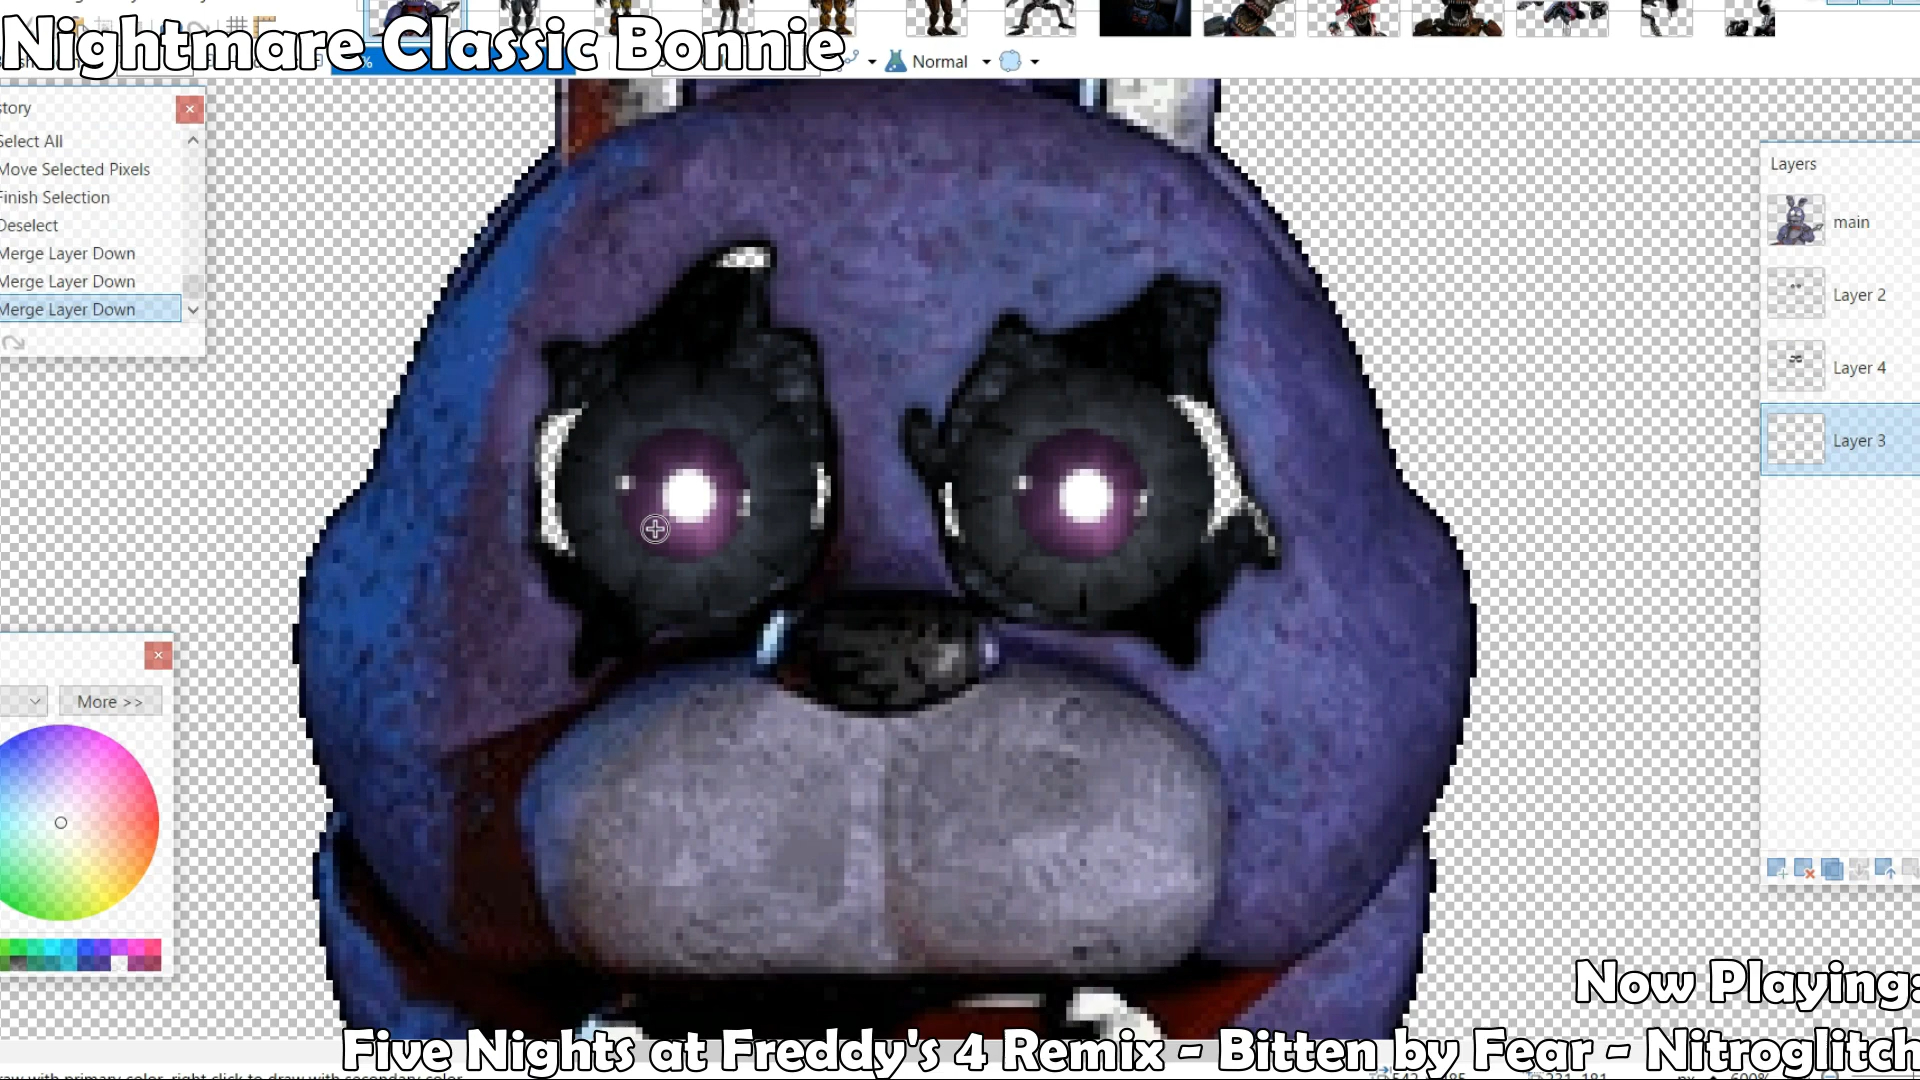 Nightmare Classic Bonnie
Normal
story
Select All
Move Selected Pixels
Finish Selection
Deselect
Merge Layer Down
Merge Layer Down
Merge Layer Down
More >>
Layers
main
Layer 2
Layer 4
Layer 3
Now Playing:
Five Nights at Freddy's 4 Remix - Bitten by Fear - Nitroglitch